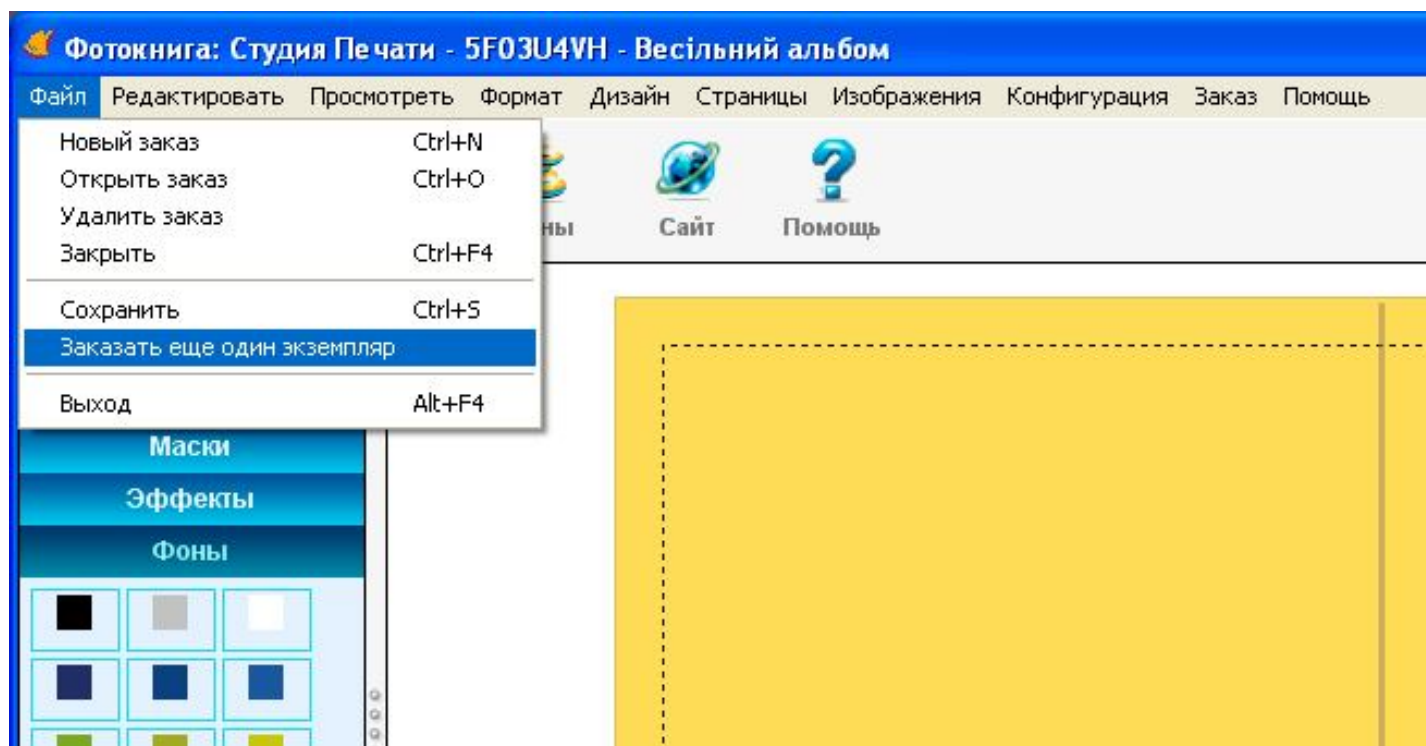 Фотокнига: Студия Печати - 5F03U4VH - Весільний альбом
Файл Редактировать Просмотреть Формат Дизайн Страницы Изображения Конфигурация Заказ Помощь
Новый заказ Ctrl+N
Открыть заказ Ctrl+O
Удалить заказ
Закрыть Ctrl+F4
Сохранить Ctrl+S
Заказать еще один экземпляр
Выход Alt+F4
ны Сайт Помощь
Маски
Эффекты
Фоны